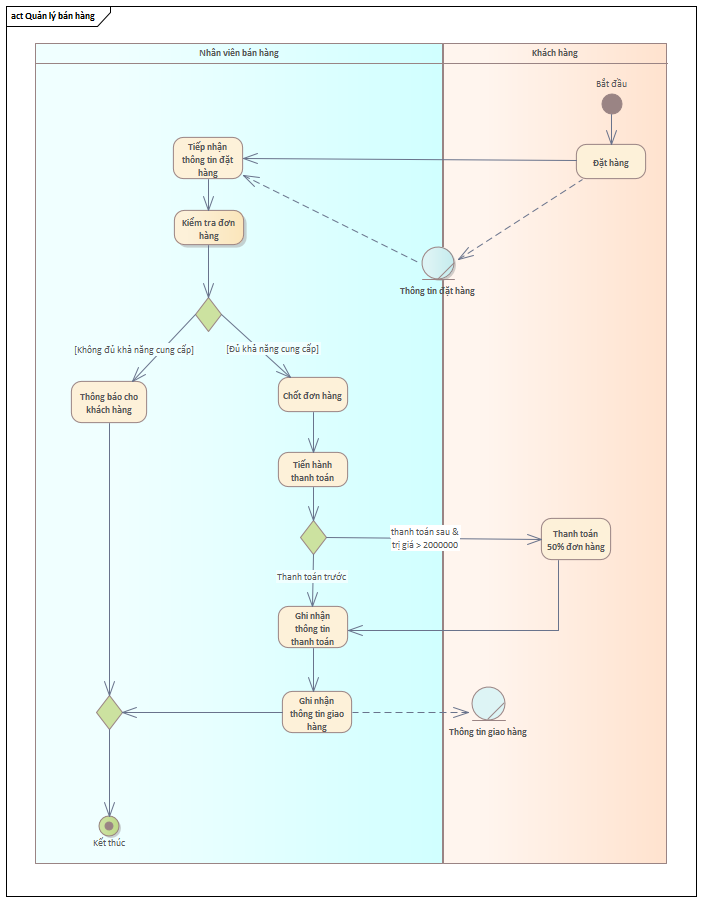 act Quản lý bán hàng
Nhân viên bán hàng
Khách hàng
Bắt đầu
Tiếp nhận
thông tin đặt
hàng
Đặt hàng
Kiểm tra đơn
hàng
Thông tin đặt hàng
[Không đủ khả năng cung cấp]
[Đủ khả năng cung cấp]
Thông báo cho
khách hàng
Chốt đơn hàng
Tiến hành
thanh toán
thanh toán sau &
trị giá > 2000000
Thanh toán
50% đơn hàng
Thanh toán trước
Ghi nhận
thông tin
thanh toán
Ghi nhận
thông tin giao
hàng
Thông tin giao hàng
Kết thúc